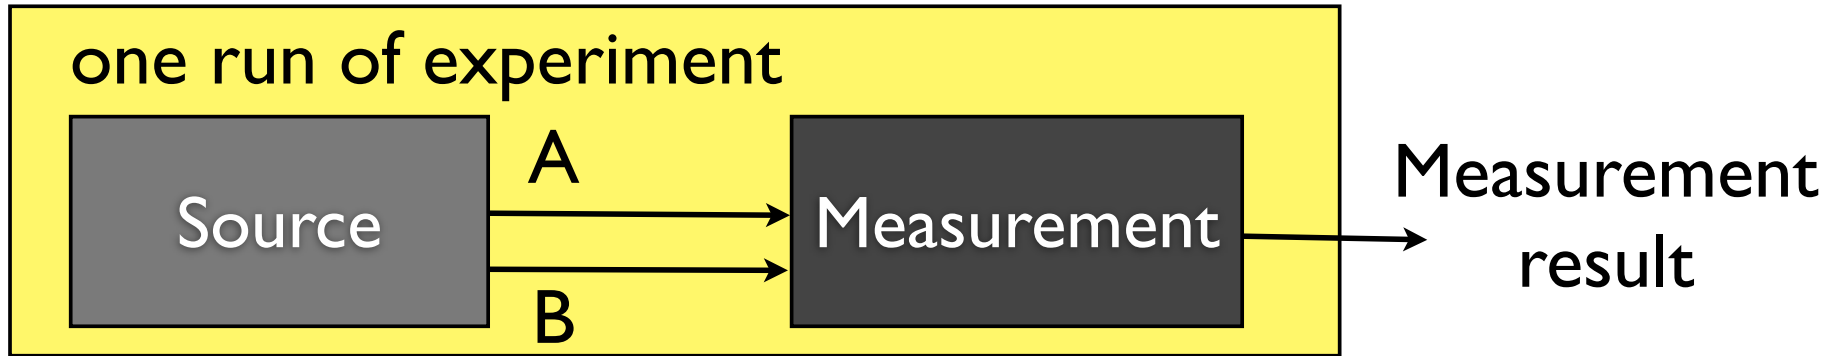 one run of experiment
Source
A
B
Measurement
Measurement
result